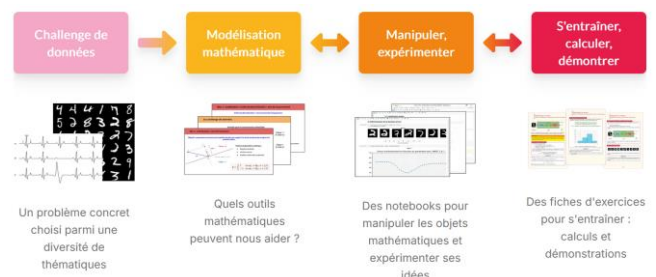 Challenge de
données
Modélisation
mathématique
Manipuler,
expérimenter
S'entraîner,
calculer,
démontrer
Un problème concret
choisi parmi une
diversité de
thématiques
Quels outils
mathématiques
peuvent nous aider ?
Des notebooks pour
manipuler les objets
mathématiques et
expérimenter ses
idées
Des fiches d'exercices
pour s'entraîner :
calculs et
démonstrations